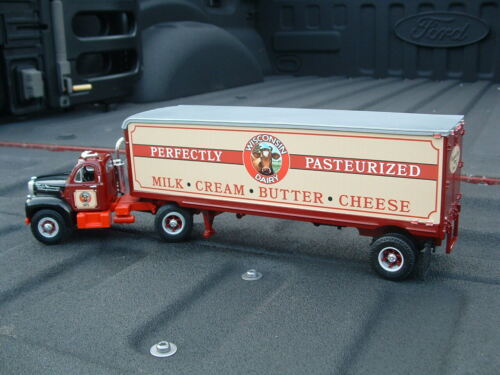 Ford
WISCONSIN
PERFECTLY PASTEURIZED
DAIRY
MILK • CREAM • BUTTER • CHEESE